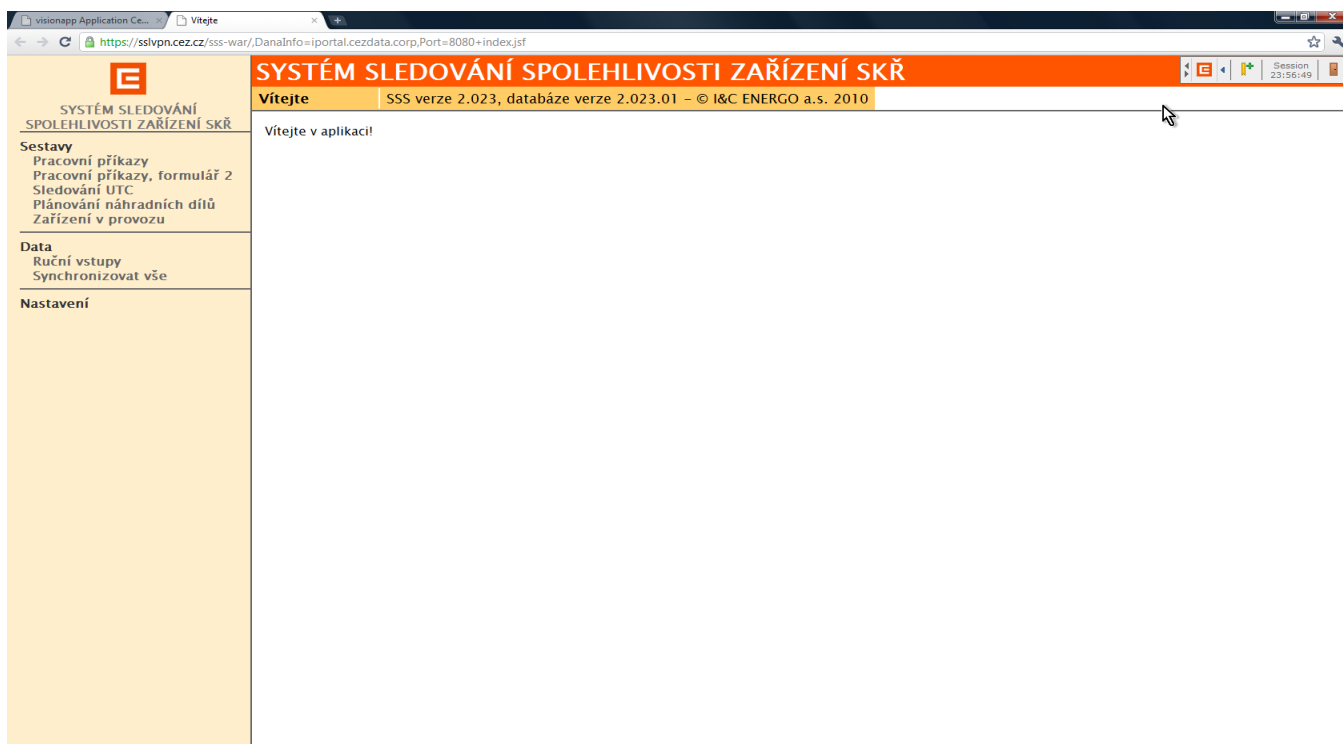 visionapp Application Ce...
Vítejte
https://sslvpn.cez.cz/sss-war/,DanaInfo=iportal.cezdata.corp,Port=8080+index.jsf
SYSTÉM SLEDOVÁNÍ
SPOLEHLIVOSTI ZAŘÍZENÍ SKŘ
SYSTÉM SLEDOVÁNÍ SPOLEHLIVOSTI ZAŘÍZENÍ SKŘ
Session
23:56:49
Vítejte
SSS verze 2.023, databáze verze 2.023.01 – © I&C ENERGO a.s. 2010
Vítejte v aplikaci!
Sestavy
Pracovní příkazy
Pracovní příkazy, formulář 2
Sledování UTC
Plánování náhradních dílů
Zařízení v provozu
Data
Ruční vstupy
Synchronizovat vše
Nastavení